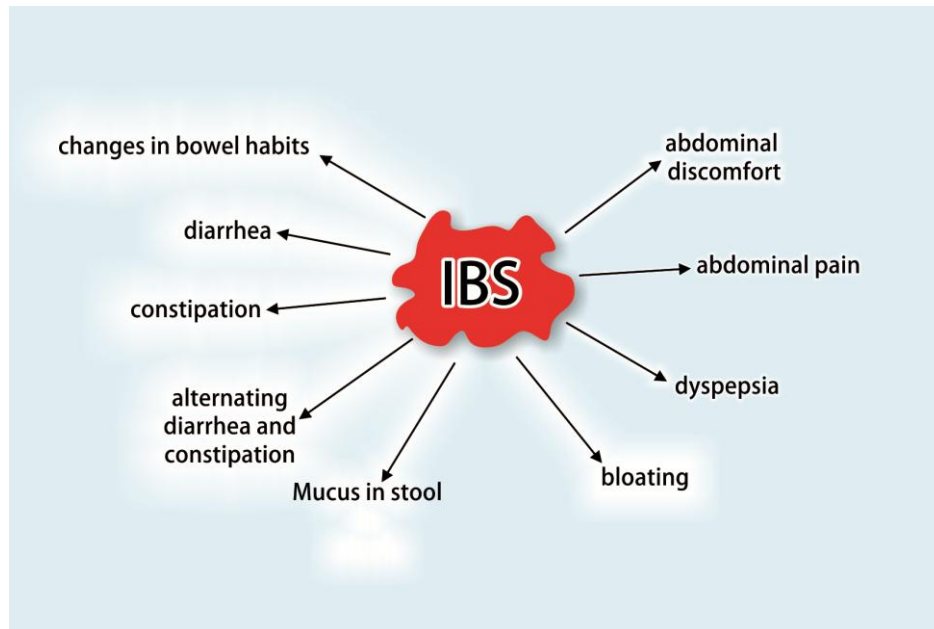 changes in bowel habits
abdominal
discomfort
diarrhea
IBS
abdominal pain
constipation
dyspepsia
alternating
diarrhea and
constipation
bloating
Mucus in stool